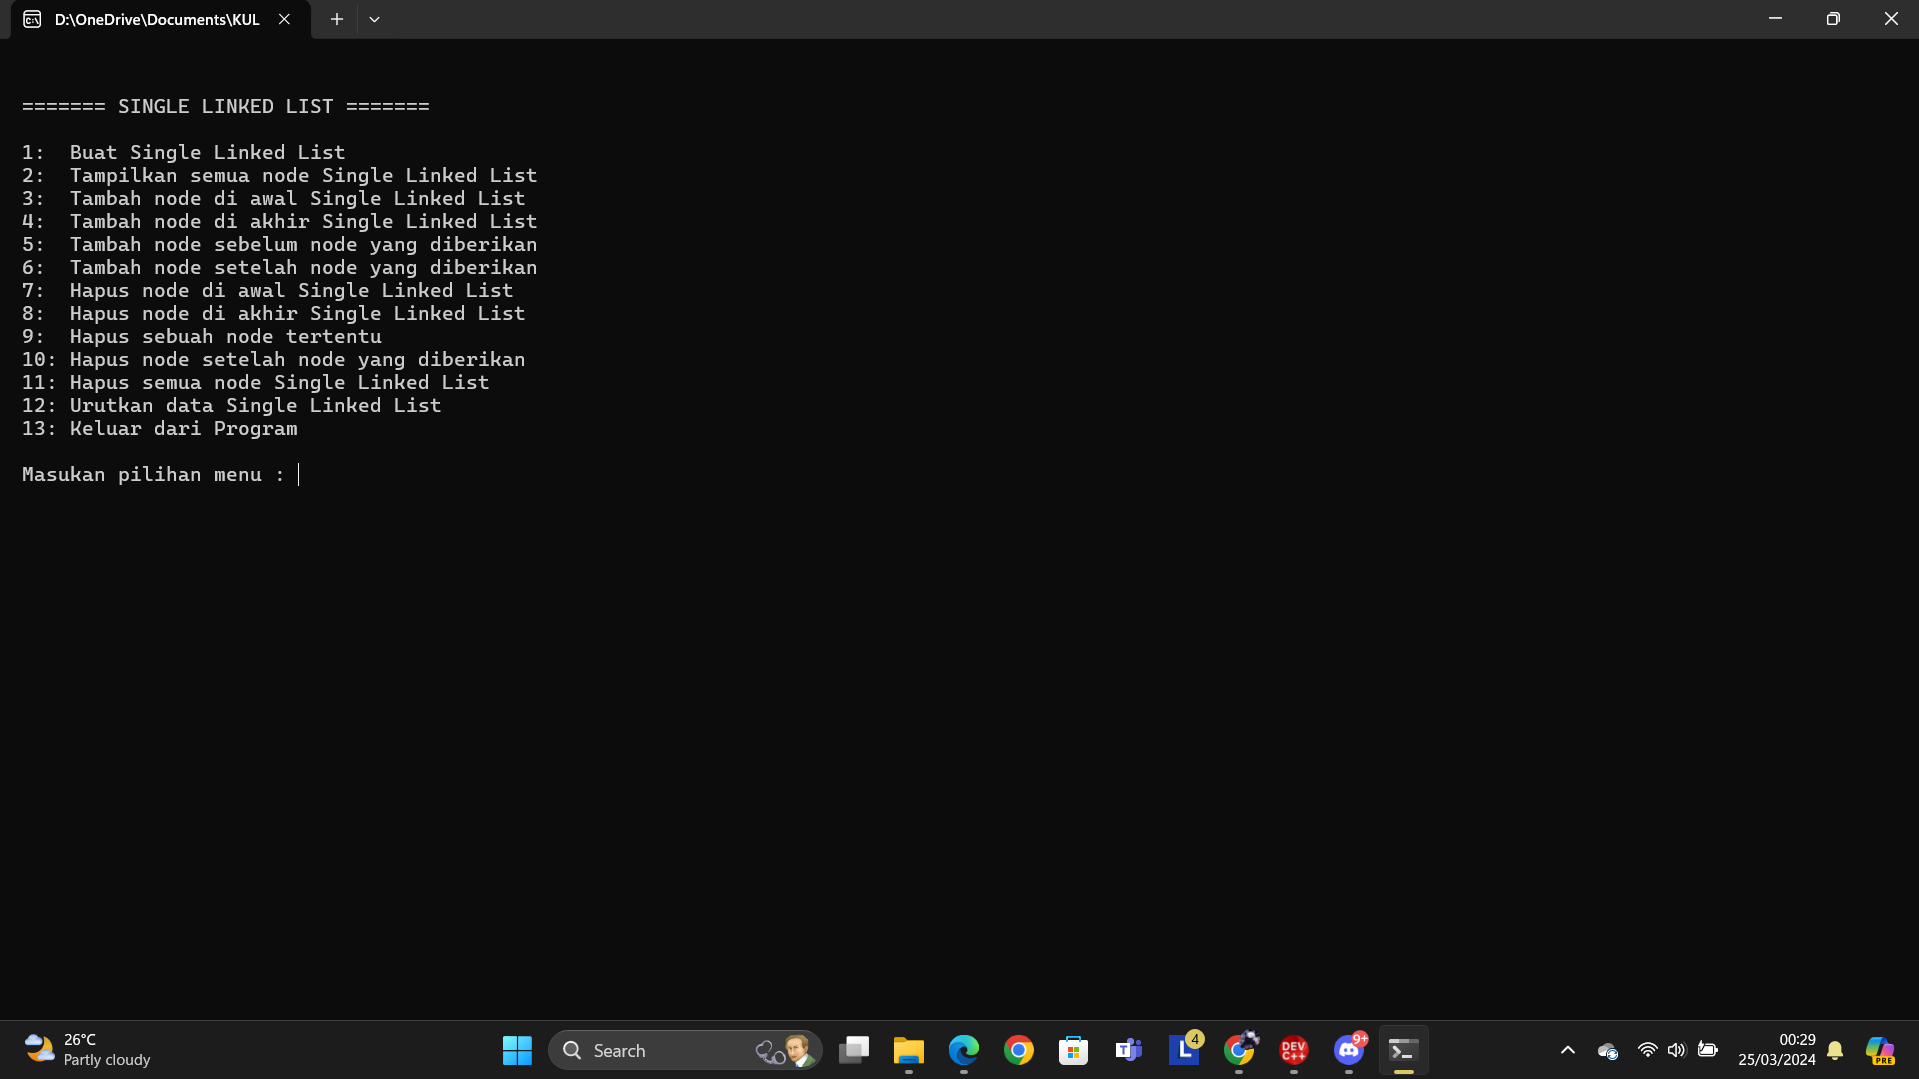 D:\OneDrive\Documents\KUL
======= SINGLE LINKED LIST =======
1:  Buat Single Linked List
2:  Tampilkan semua node Single Linked List
3:  Tambah node di awal Single Linked List
4:  Tambah node di akhir Single Linked List
5:  Tambah node sebelum node yang diberikan
6:  Tambah node setelah node yang diberikan
7:  Hapus node di awal Single Linked List
8:  Hapus node di akhir Single Linked List
9:  Hapus sebuah node tertentu
10: Hapus node setelah node yang diberikan
11: Hapus semua node Single Linked List
12: Urutkan data Single Linked List
13: Keluar dari Program
Masukan pilihan menu :
26°C
Partly cloudy
Search
T
L
4
DEV
C++
9+
00:29
25/03/2024
PRE